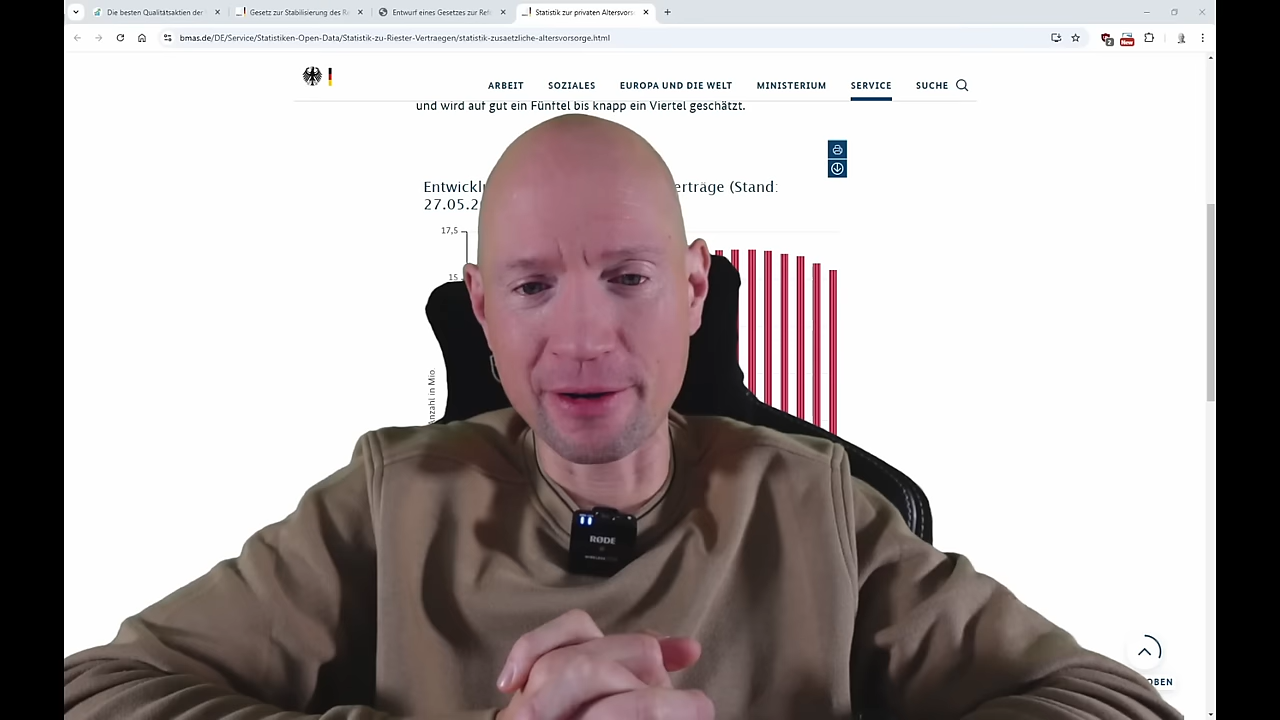 Die besten Qualitätsaktien der
Gesetz zur Stabilisierung des R
Entwurf eines Gesetzes zur Ref
Statistik zur privaten Altersvors
bmas.de/DE/Service/Statistiken-Open-Data/Statistik-zu-Riester-Vertraegen/statistik-zusaetzliche-altersvorsorge.html
2
New
ARBEIT
SOZIALES
EUROPA UND DIE WELT
MINISTERIUM
SERVICE
SUCHE
und wird auf gut ein Fünftel bis knapp ein Viertel geschätzt.
Entwickl erträge (Stand:
27.05.2
17,5
15
Anzahl in Mio.
RØDE
OBEN